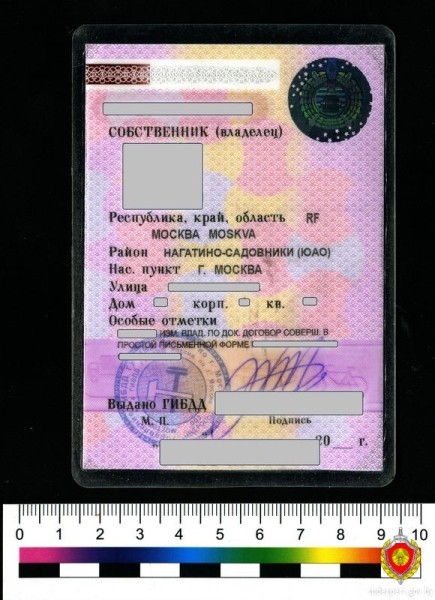 СОБСТВЕННИК (владелец)
Республика, край, область RF
МОСКВА MOSKVA
Район НАГАТИНО-САДОВНИКИ (ЮАО)
Нас. пункт Г. МОСКВА
Улица
Дом корп. кв.
Особые отметки
ИЗМ. ВЛАД. ПО ДОК. ДОГОВОР СОВЕРШ. В
ПРОСТОЙ ПИСЬМЕННОЙ ФОРМЕ
Выдано ГИБДД
М. П. Подпись
20 г.
0 1 2 3 4 5 6 7 8 9 10